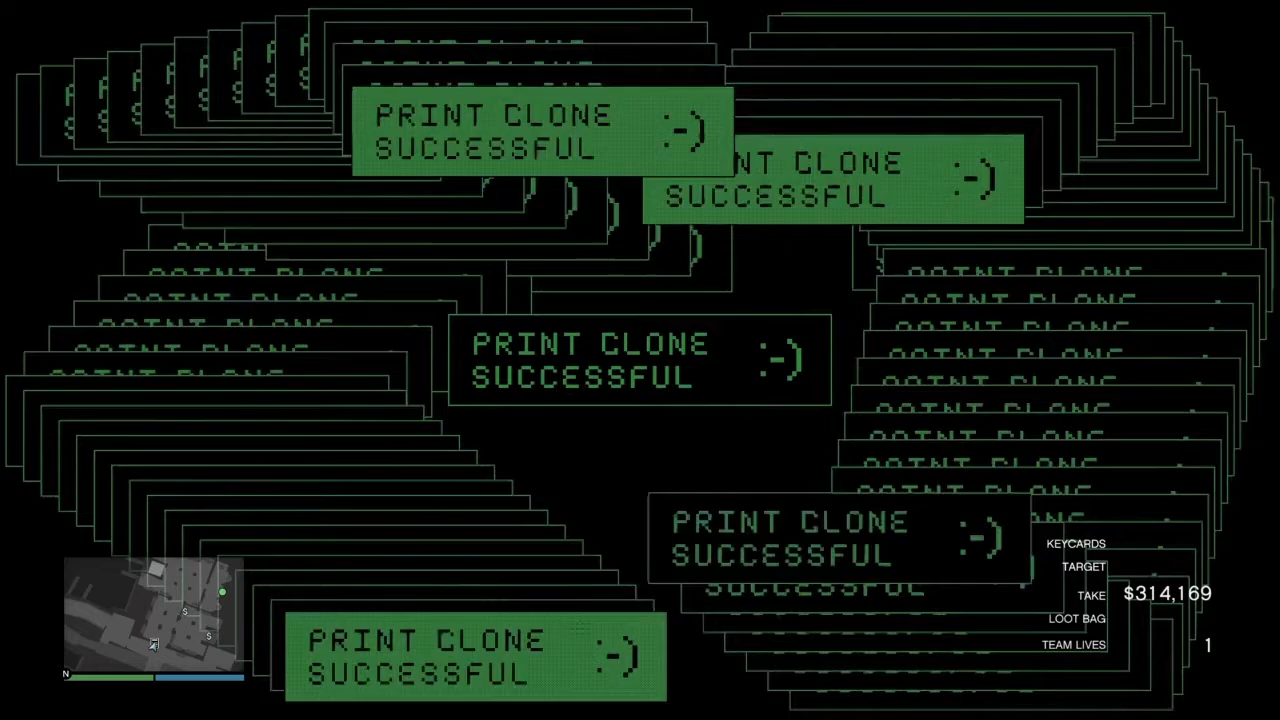 PRINT CLONE
SUCCESSFUL
:-)
NT CLONE
SUCCESSFUL
:-)
PRINT CLONE
SUCCESSFUL
:-)
PRINT CLONE
SUCCESSFUL
:-)
KEYCARDS
TARGET
TAKE $314,169
LOOT BAG
TEAM LIVES 1
PRINT CLONE
SUCCESSFUL
:-)
$
$
N